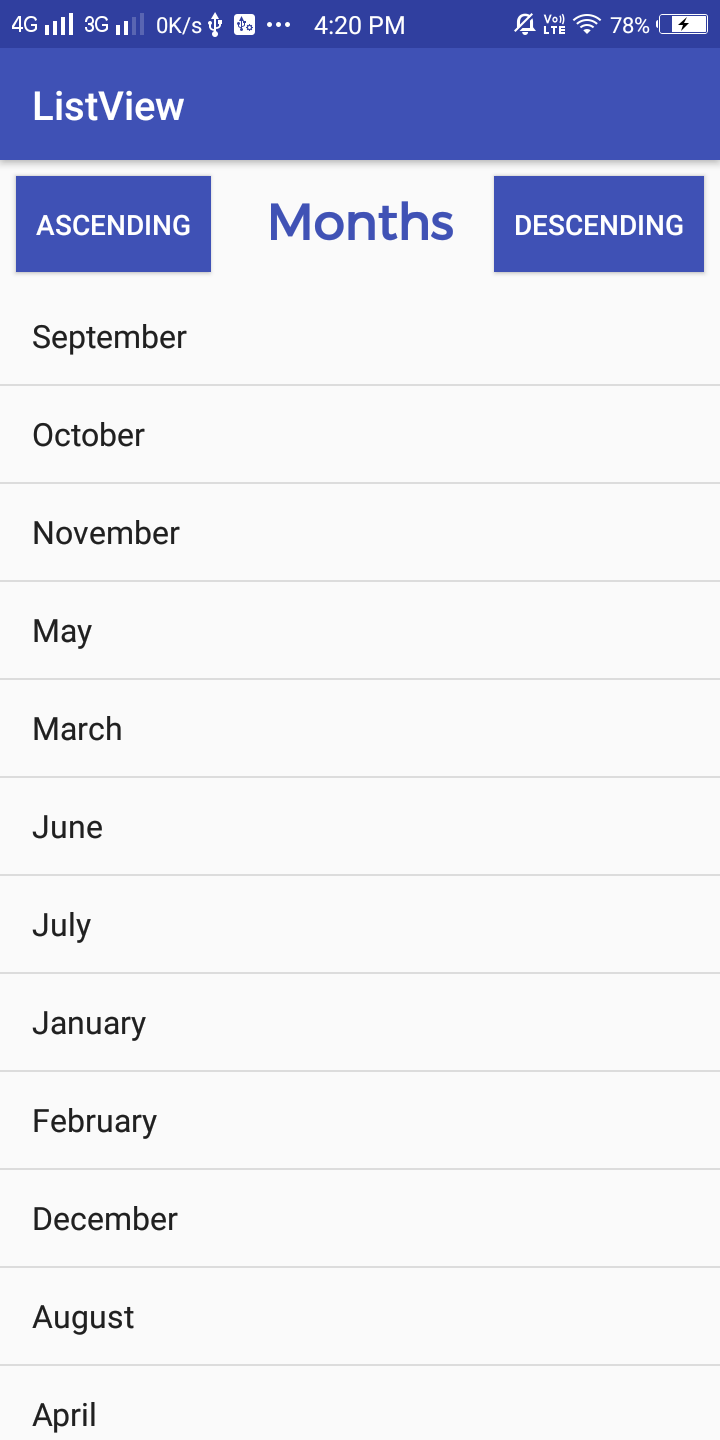 4G 3G 0K/s 4:20 PM VoI) LTE 78%
ListView
ASCENDING Months DESCENDING
September
October
November
May
March
June
July
January
February
December
August
April